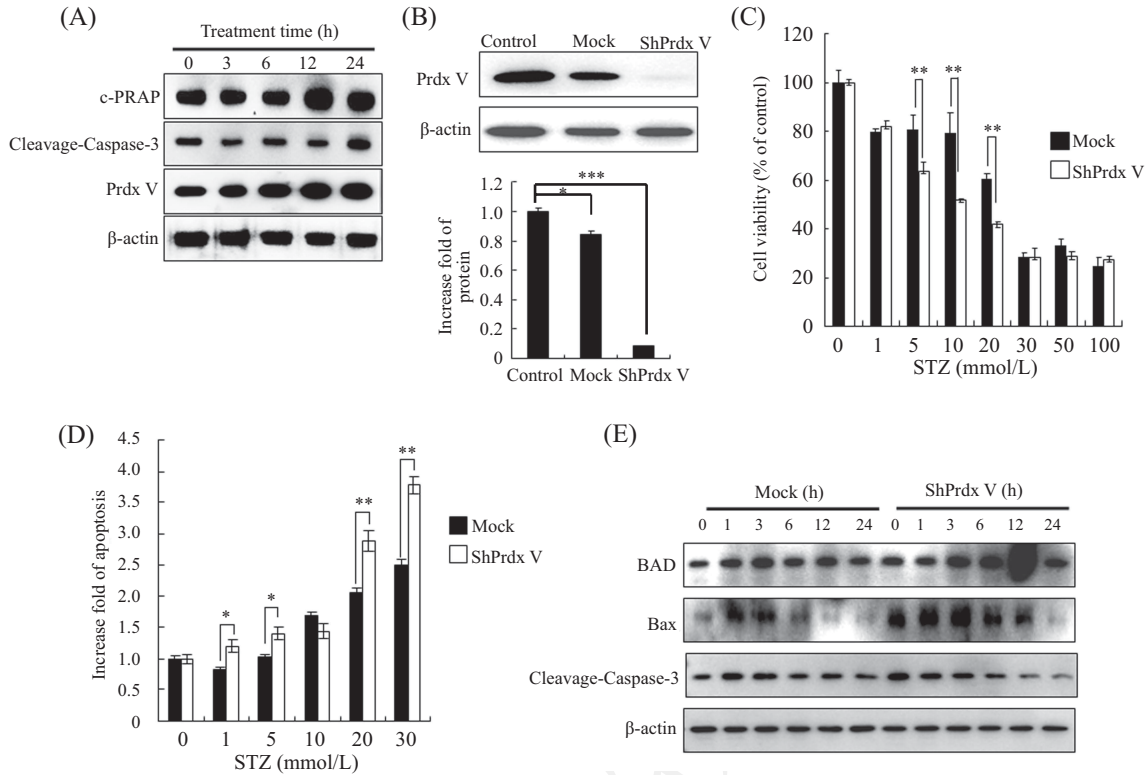 (A)
Treatment time (h)
0 3 6 12 24
c-PRAP
Cleavage-Caspase-3
Prdx V
β-actin
(B)
Control Mock ShPrdx V
Prdx V
β-actin
1.2
1.0
0.8
0.6
0.4
0.2
0
Increase fold of
protein
***
*
Control Mock ShPrdx V
(C)
120
100
80
60
40
20
0
Cell viability (% of control)
** ** **
Mock
ShPrdx V
0 1 5 10 20 30 50 100
STZ (mmol/L)
(D)
4.5
4.0
3.5
3.0
2.5
2.0
1.5
1.0
0.5
0
Increase fold of apoptosis
* * ** **
Mock
ShPrdx V
0 1 5 10 20 30
STZ (mmol/L)
(E)
Mock (h) ShPrdx V (h)
0 1 3 6 12 24 0 1 3 6 12 24
BAD
Bax
Cleavage-Caspase-3
β-actin